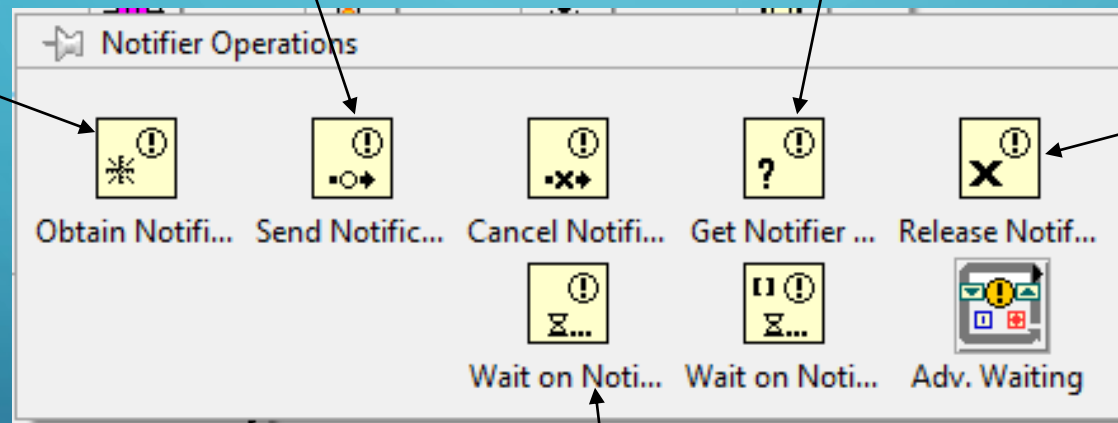 Notifier Operations
Obtain Notifi... Send Notific... Cancel Notifi... Get Notifier ... Release Notif...
Wait on Noti... Wait on Noti... Adv. Waiting